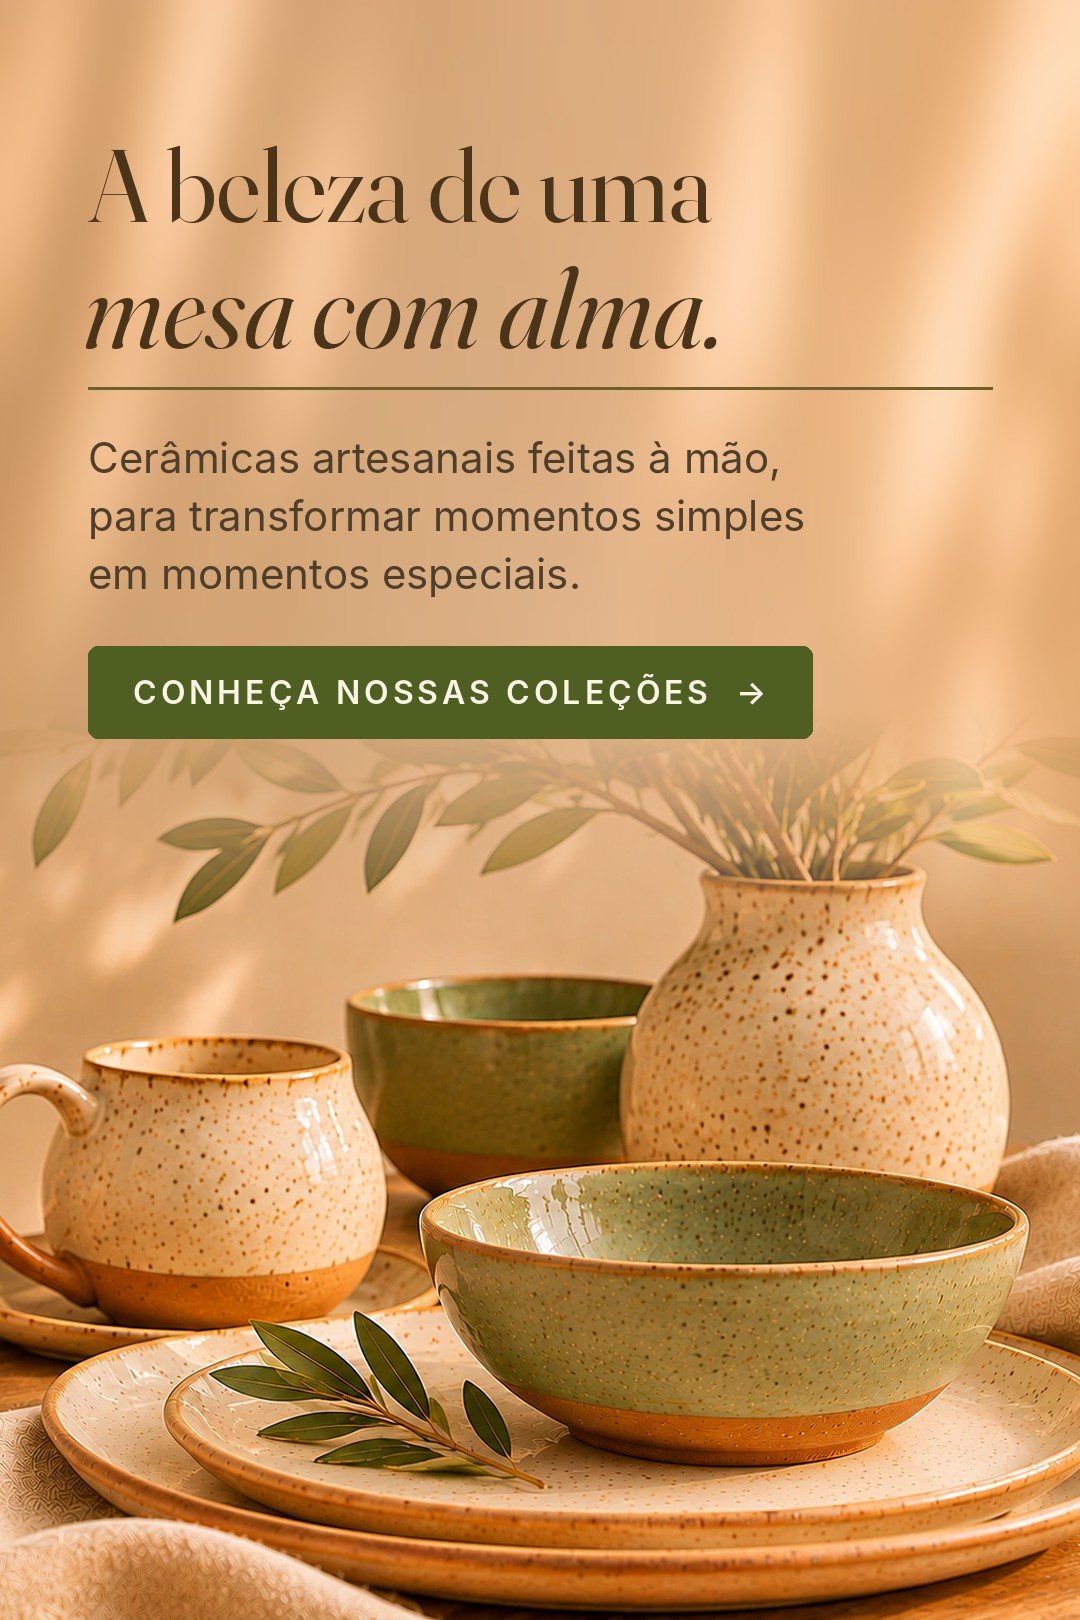 A beleza de uma
mesa com alma.
Cerâmicas artesanais feitas à mão,
para transformar momentos simples
em momentos especiais.
CONHEÇA NOSSAS COLEÇÕES →